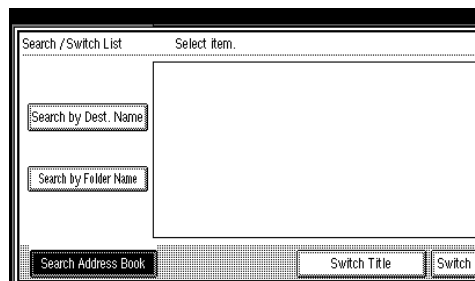 Search / Switch List Select item.
Search by Dest. Name
Search by Folder Name
Search Address Book Switch Title Switch